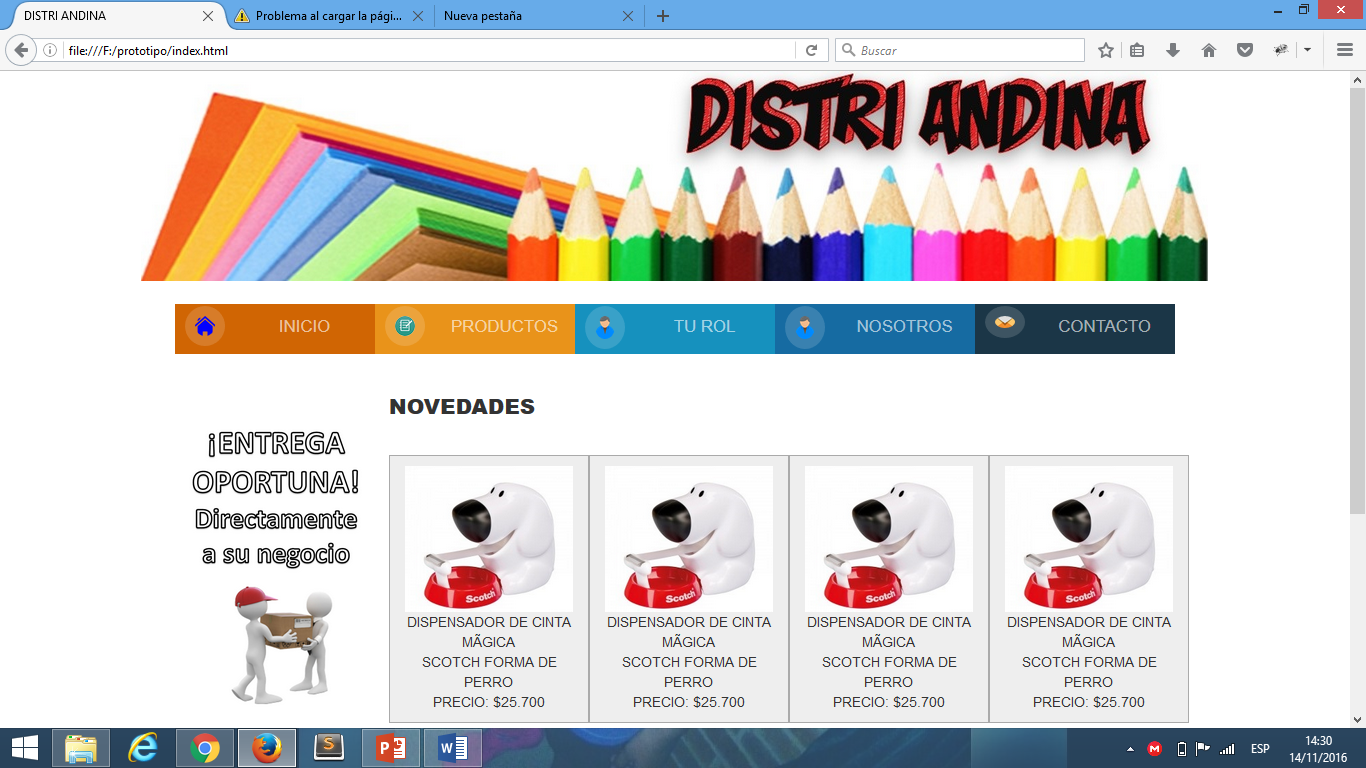 DISTRI ANDINA
Problema al cargar la pági...
Nueva pestaña
file:///F:/prototipo/index.html
Buscar
DISTRI ANDINA
INICIO
PRODUCTOS
TU ROL
NOSOTROS
CONTACTO
NOVEDADES
¡ENTREGA
OPORTUNA!
Directamente
a su negocio
Scotch
DISPENSADOR DE CINTA
MÃGICA
SCOTCH FORMA DE
PERRO
PRECIO: $25.700
Scotch
DISPENSADOR DE CINTA
MÃGICA
SCOTCH FORMA DE
PERRO
PRECIO: $25.700
Scotch
DISPENSADOR DE CINTA
MÃGICA
SCOTCH FORMA DE
PERRO
PRECIO: $25.700
Scotch
DISPENSADOR DE CINTA
MÃGICA
SCOTCH FORMA DE
PERRO
PRECIO: $25.700
ESP
14:30
14/11/2016